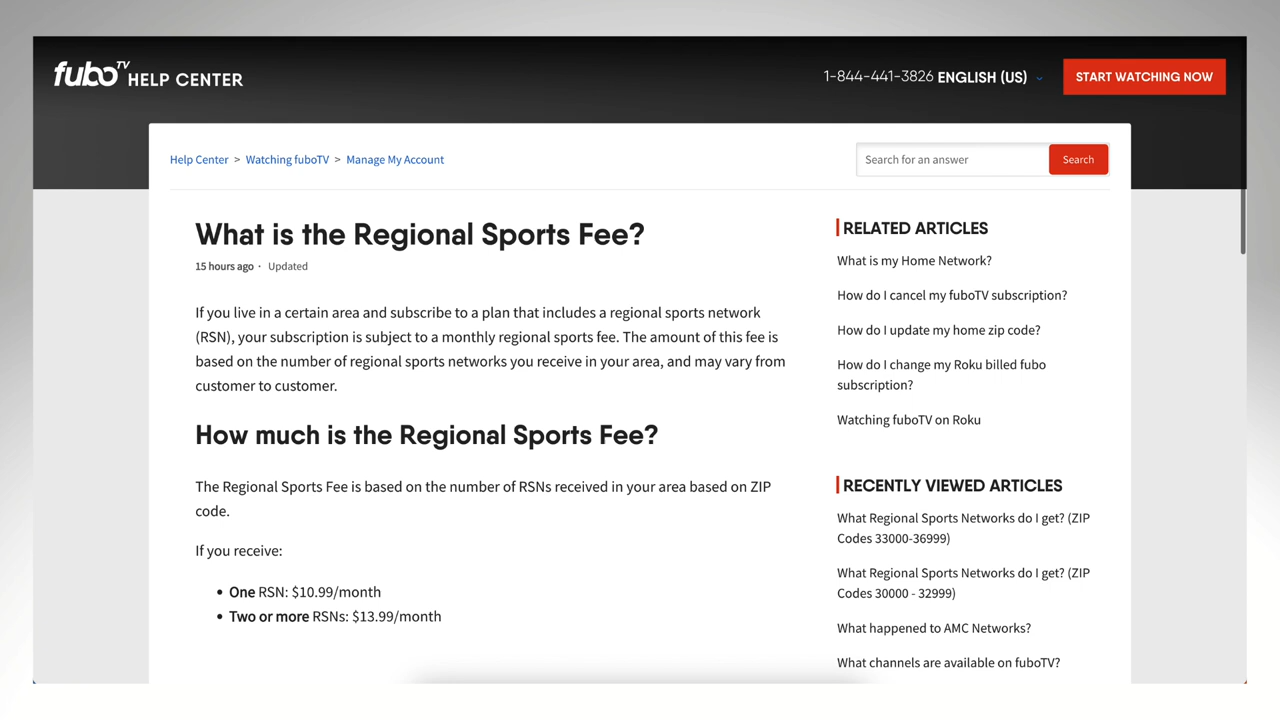 fubo TV HELP CENTER
1-844-441-3826 ENGLISH (US)
START WATCHING NOW
Help Center > Watching fuboTV > Manage My Account
Search for an answer
Search
What is the Regional Sports Fee?
15 hours ago · Updated
If you live in a certain area and subscribe to a plan that includes a regional sports network
(RSN), your subscription is subject to a monthly regional sports fee. The amount of this fee is
based on the number of regional sports networks you receive in your area, and may vary from
customer to customer.
How much is the Regional Sports Fee?
The Regional Sports Fee is based on the number of RSNs received in your area based on ZIP
code.
If you receive:
• One RSN: $10.99/month
• Two or more RSNs: $13.99/month
RELATED ARTICLES
What is my Home Network?
How do I cancel my fuboTV subscription?
How do I update my home zip code?
How do I change my Roku billed fubo
subscription?
Watching fuboTV on Roku
RECENTLY VIEWED ARTICLES
What Regional Sports Networks do I get? (ZIP
Codes 33000-36999)
What Regional Sports Networks do I get? (ZIP
Codes 30000 - 32999)
What happened to AMC Networks?
What channels are available on fuboTV?